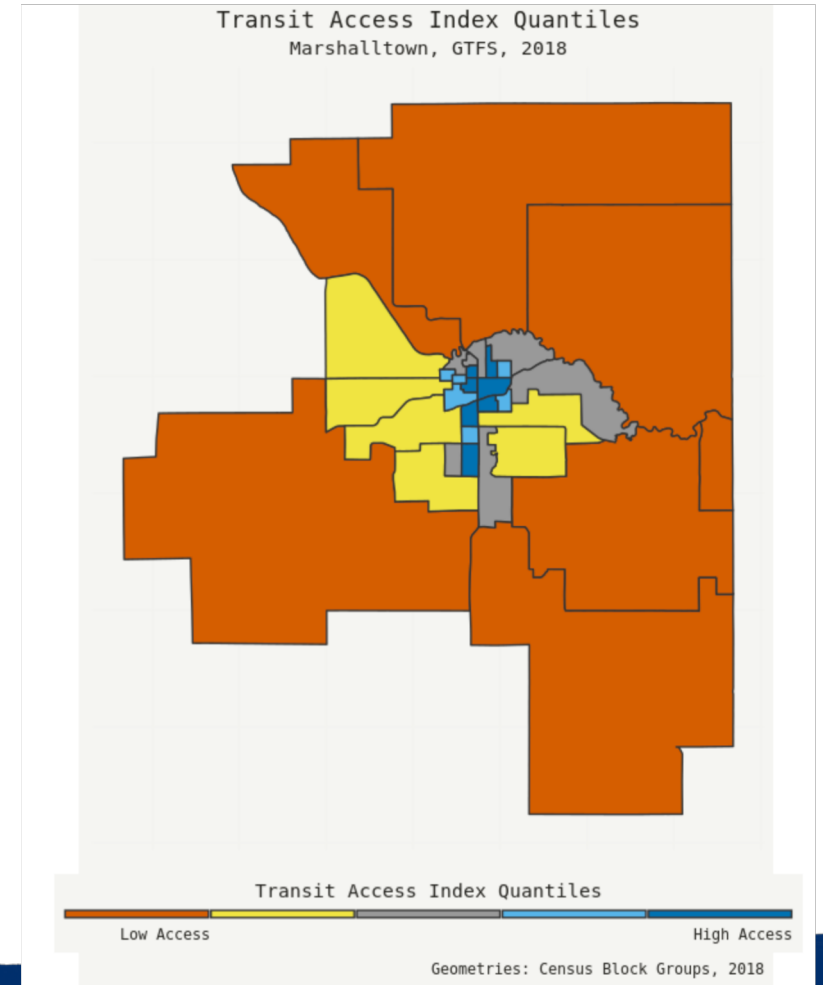 Transit Access Index Quantiles
Marshalltown, GTFS, 2018
Transit Access Index Quantiles
Low Access
High Access
Geometries: Census Block Groups, 2018